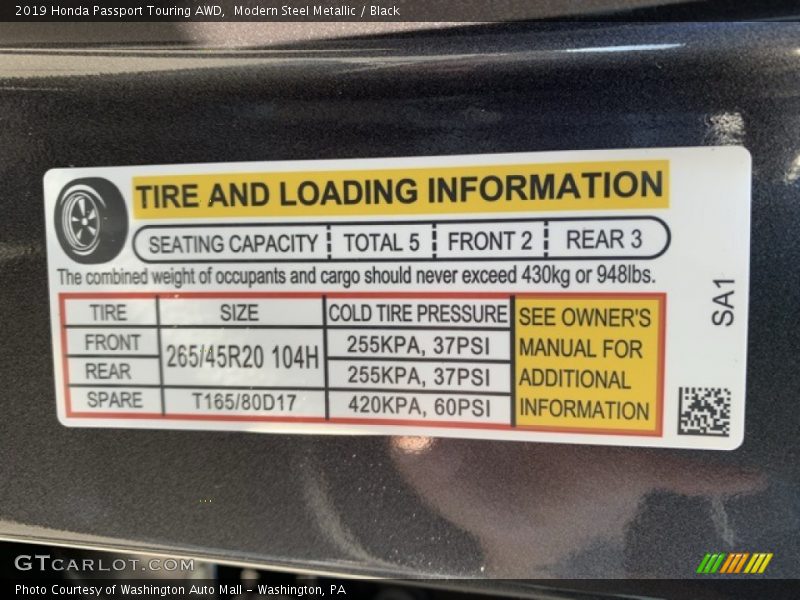 2019 Honda Passport Touring AWD, Modern Steel Metallic / Black
TIRE AND LOADING INFORMATION
SEATING CAPACITY TOTAL 5 FRONT 2 REAR 3
The combined weight of occupants and cargo should never exceed 430kg or 948lbs.
TIRE SIZE COLD TIRE PRESSURE
FRONT 265/45R20 104H 255KPA, 37PSI
REAR 255KPA, 37PSI
SPARE T165/80D17 420KPA, 60PSI
SEE OWNER'S
MANUAL FOR
ADDITIONAL
INFORMATION
SA1
GTCARLOT.COM
Photo Courtesy of Washington Auto Mall - Washington, PA